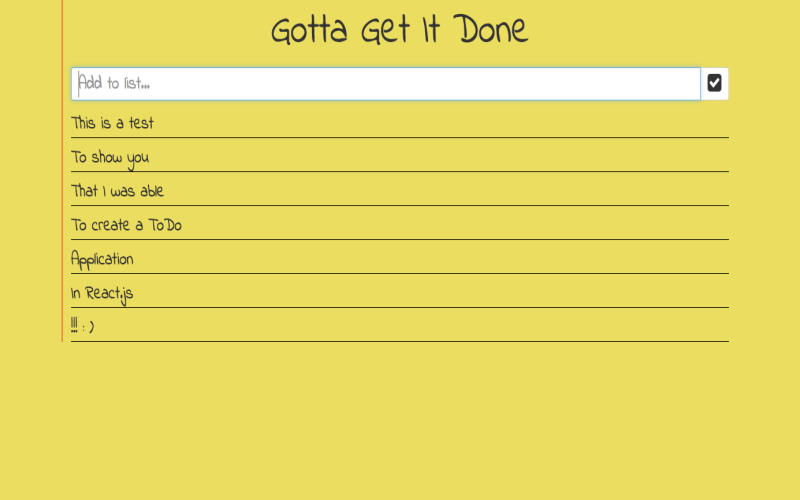 Gotta Get It Done
Add to list...
This is a test
To show you
That I was able
To create a ToDo
Application
In React.js
!!! : )